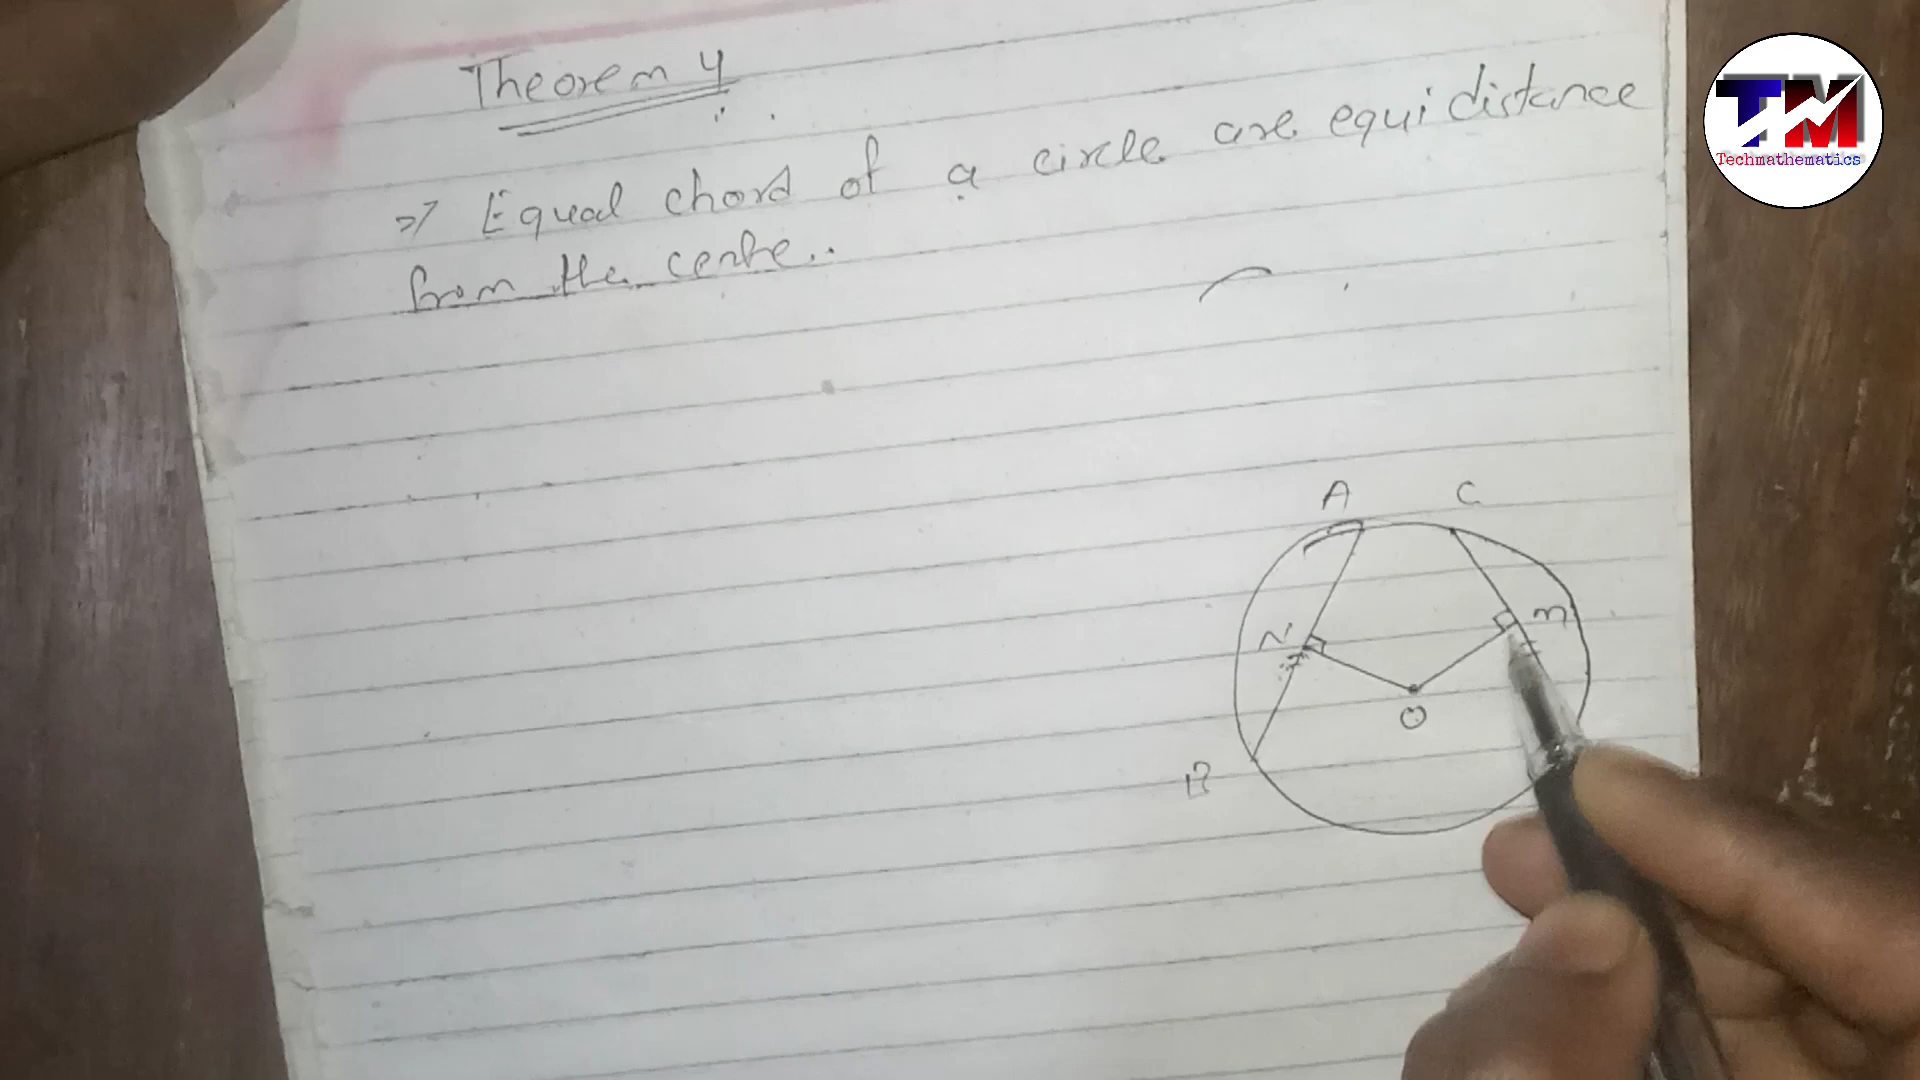 Theorem 4
TM
Techmathematics
=> Equal chord of a circle are equidistance
from the centre..
A C
N m
O
B